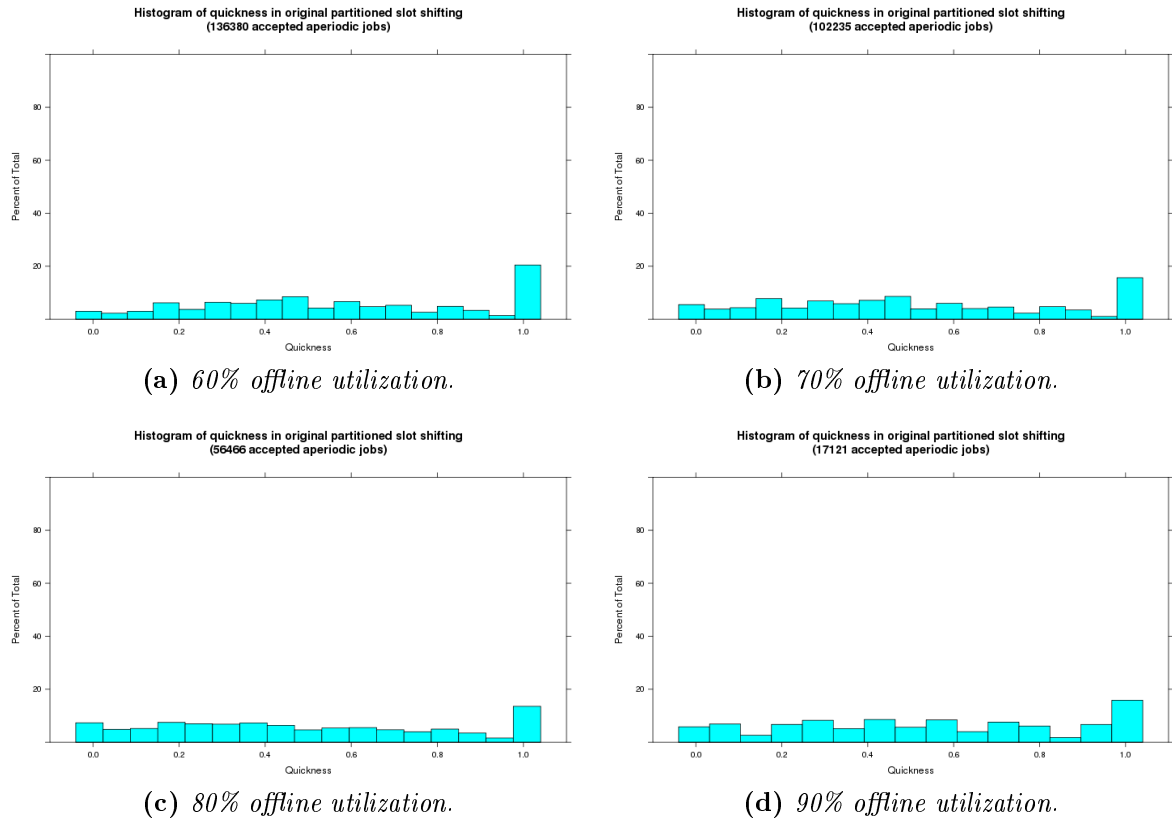 Histogram of quickness in original partitioned slot shifting
(136380 accepted aperiodic jobs)
Percent of Total
80
60
40
20
0.0 0.2 0.4 0.6 0.8 1.0
Quickness
(a) 60% offline utilization.
Histogram of quickness in original partitioned slot shifting
(102235 accepted aperiodic jobs)
Percent of Total
80
60
40
20
0.0 0.2 0.4 0.6 0.8 1.0
Quickness
(b) 70% offline utilization.
Histogram of quickness in original partitioned slot shifting
(56466 accepted aperiodic jobs)
Percent of Total
80
60
40
20
0.0 0.2 0.4 0.6 0.8 1.0
Quickness
(c) 80% offline utilization.
Histogram of quickness in original partitioned slot shifting
(17121 accepted aperiodic jobs)
Percent of Total
80
60
40
20
0.0 0.2 0.4 0.6 0.8 1.0
Quickness
(d) 90% offline utilization.